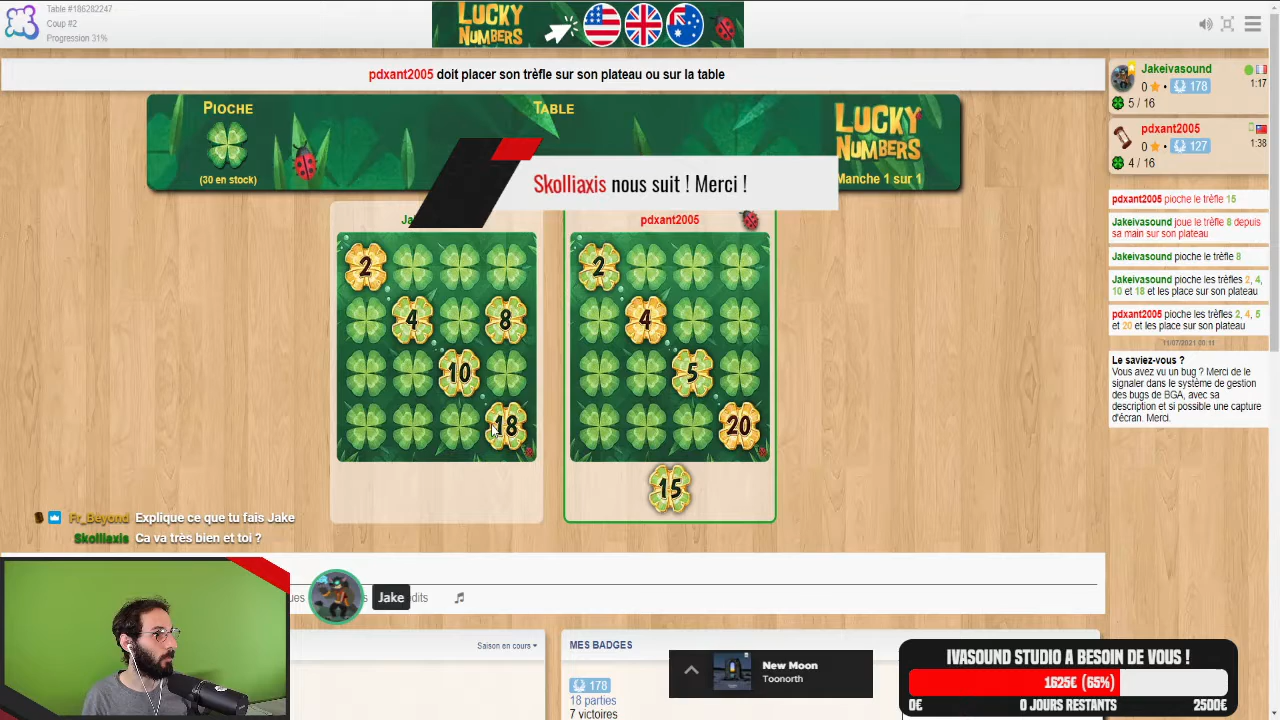 Table #186282247
Coup #2
Progression 31%
LUCKY
NUMBERS
pdxant2005 doit placer son trèfle sur son plateau ou sur la table
PIOCHE
(30 en stock)
TABLE
LUCKY
NUMBERS
Manche 1 sur 1
Skolliaxis nous suit ! Merci !
Ja
pdxant2005
2
4
8
10
18
2
4
5
20
15
Fr_Beyond Explique ce que tu fais Jake
Skolliaxis Ca va très bien et toi ?
Jakeivasound
0 • 178
1:17
5 / 16
pdxant2005
0 • 127
1:38
4 / 16
pdxant2005 pioche le trèfle 15
Jakeivasound joue le trèfle 8 depuis
sa main sur son plateau
Jakeivasound pioche le trèfle 8
Jakeivasound pioche les trèfles 2, 4,
10 et 18 et les place sur son plateau
pdxant2005 pioche les trèfles 2, 4, 5
et 20 et les place sur son plateau
11/07/2021 00:11
Le saviez-vous ?
Vous avez vu un bug ? Merci de le
signaler dans le système de gestion
des bugs de BGA, avec sa
description et si possible une capture
d'écran. Merci.
ues
s
Jake
dits
Saison en cours
MES BADGES
178
18 parties
7 victoires
New Moon
Toonorth
IVASOUND STUDIO A BESOIN DE VOUS !
1625€ (65%)
0€
0 JOURS RESTANTS
2500€